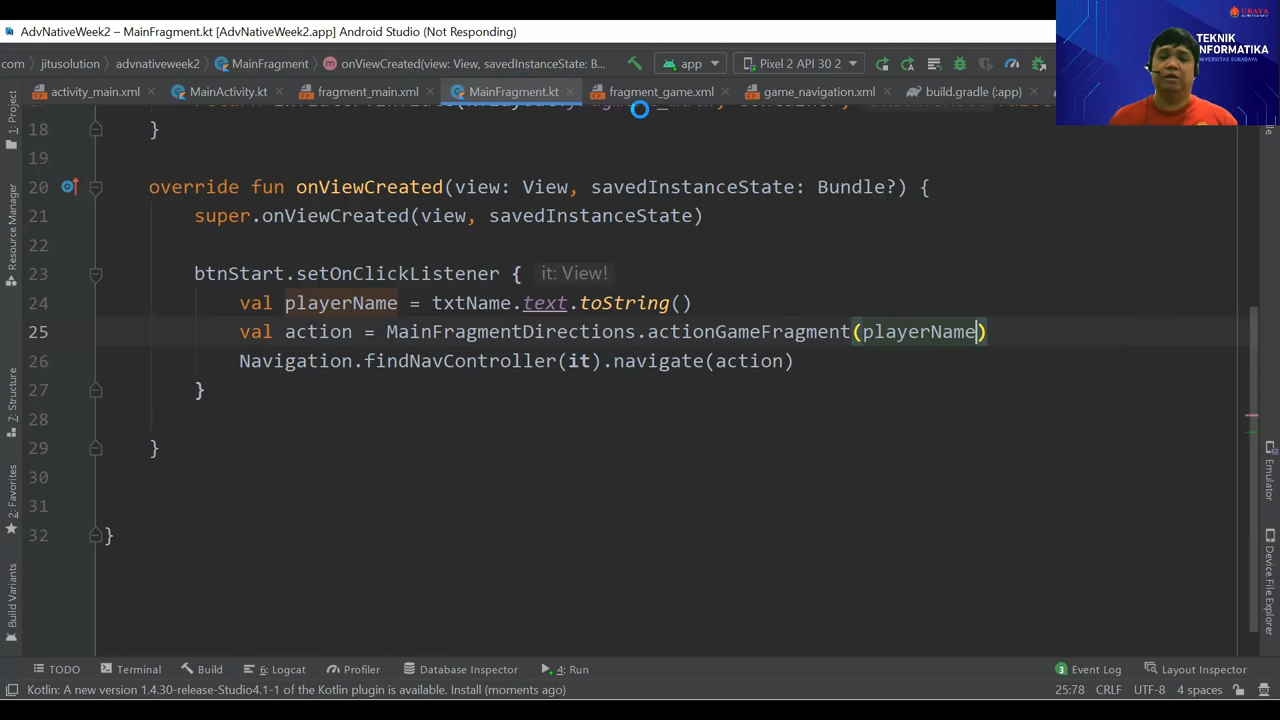 UBAYA
TEKNIK
INFORMATIKA
UNIVERSITAS SURABAYA
AdvNativeWeek2 – MainFragment.kt [AdvNativeWeek2.app] Android Studio (Not Responding)
com jitusolution advnativeweek2 MainFragment onViewCreated(view: View, savedInstanceState: B... app Pixel 2 API 30 2
activity_main.xml MainActivity.kt fragment_main.xml MainFragment.kt fragment_game.xml game_navigation.xml build.gradle (:app)
18 }
19
20 override fun onViewCreated(view: View, savedInstanceState: Bundle?) {
21 super.onViewCreated(view, savedInstanceState)
22
23 btnStart.setOnClickListener { it: View!
24 val playerName = txtName.text.toString()
25 val action = MainFragmentDirections.actionGameFragment(playerName)
26 Navigation.findNavController(it).navigate(action)
27 }
28
29 }
30
31
32 }
1: Project
Resource Manager
7: Structure
2: Favorites
Build Variants
Emulator
Device File Explorer
TODO Terminal Build 6: Logcat Profiler Database Inspector 4: Run 3 Event Log Layout Inspector
Kotlin: A new version 1.4.30-release-Studio4.1-1 of the Kotlin plugin is available. Install (moments ago) 25:78 CRLF UTF-8 4 spaces